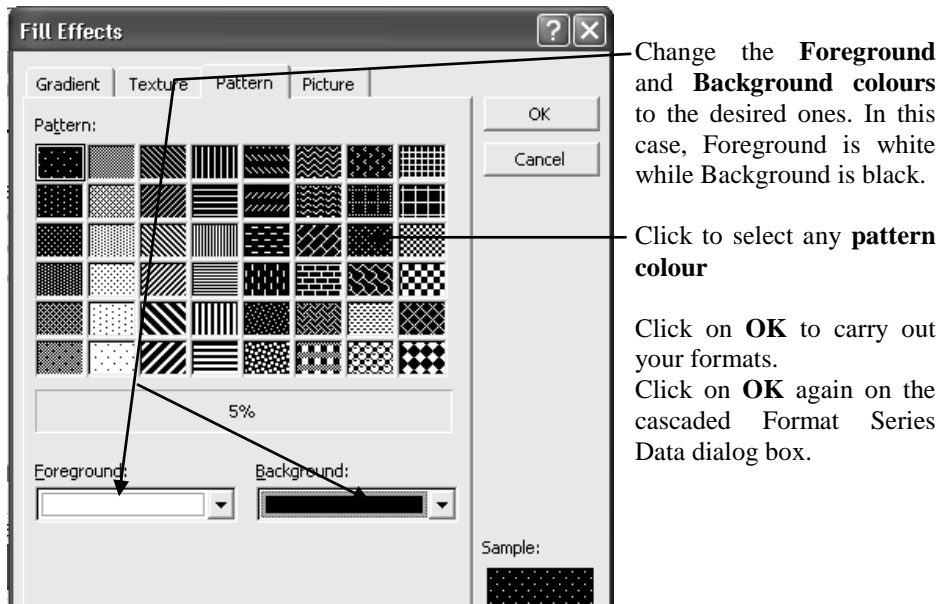 Fill Effects
Gradient Texture Pattern Picture
Pattern:
OK
Cancel
5%
Foreground:
Background:
Sample:
Change the Foreground
and Background colours
to the desired ones. In this
case, Foreground is white
while Background is black.
Click to select any pattern
colour
Click on OK to carry out
your formats.
Click on OK again on the
cascaded Format Series
Data dialog box.